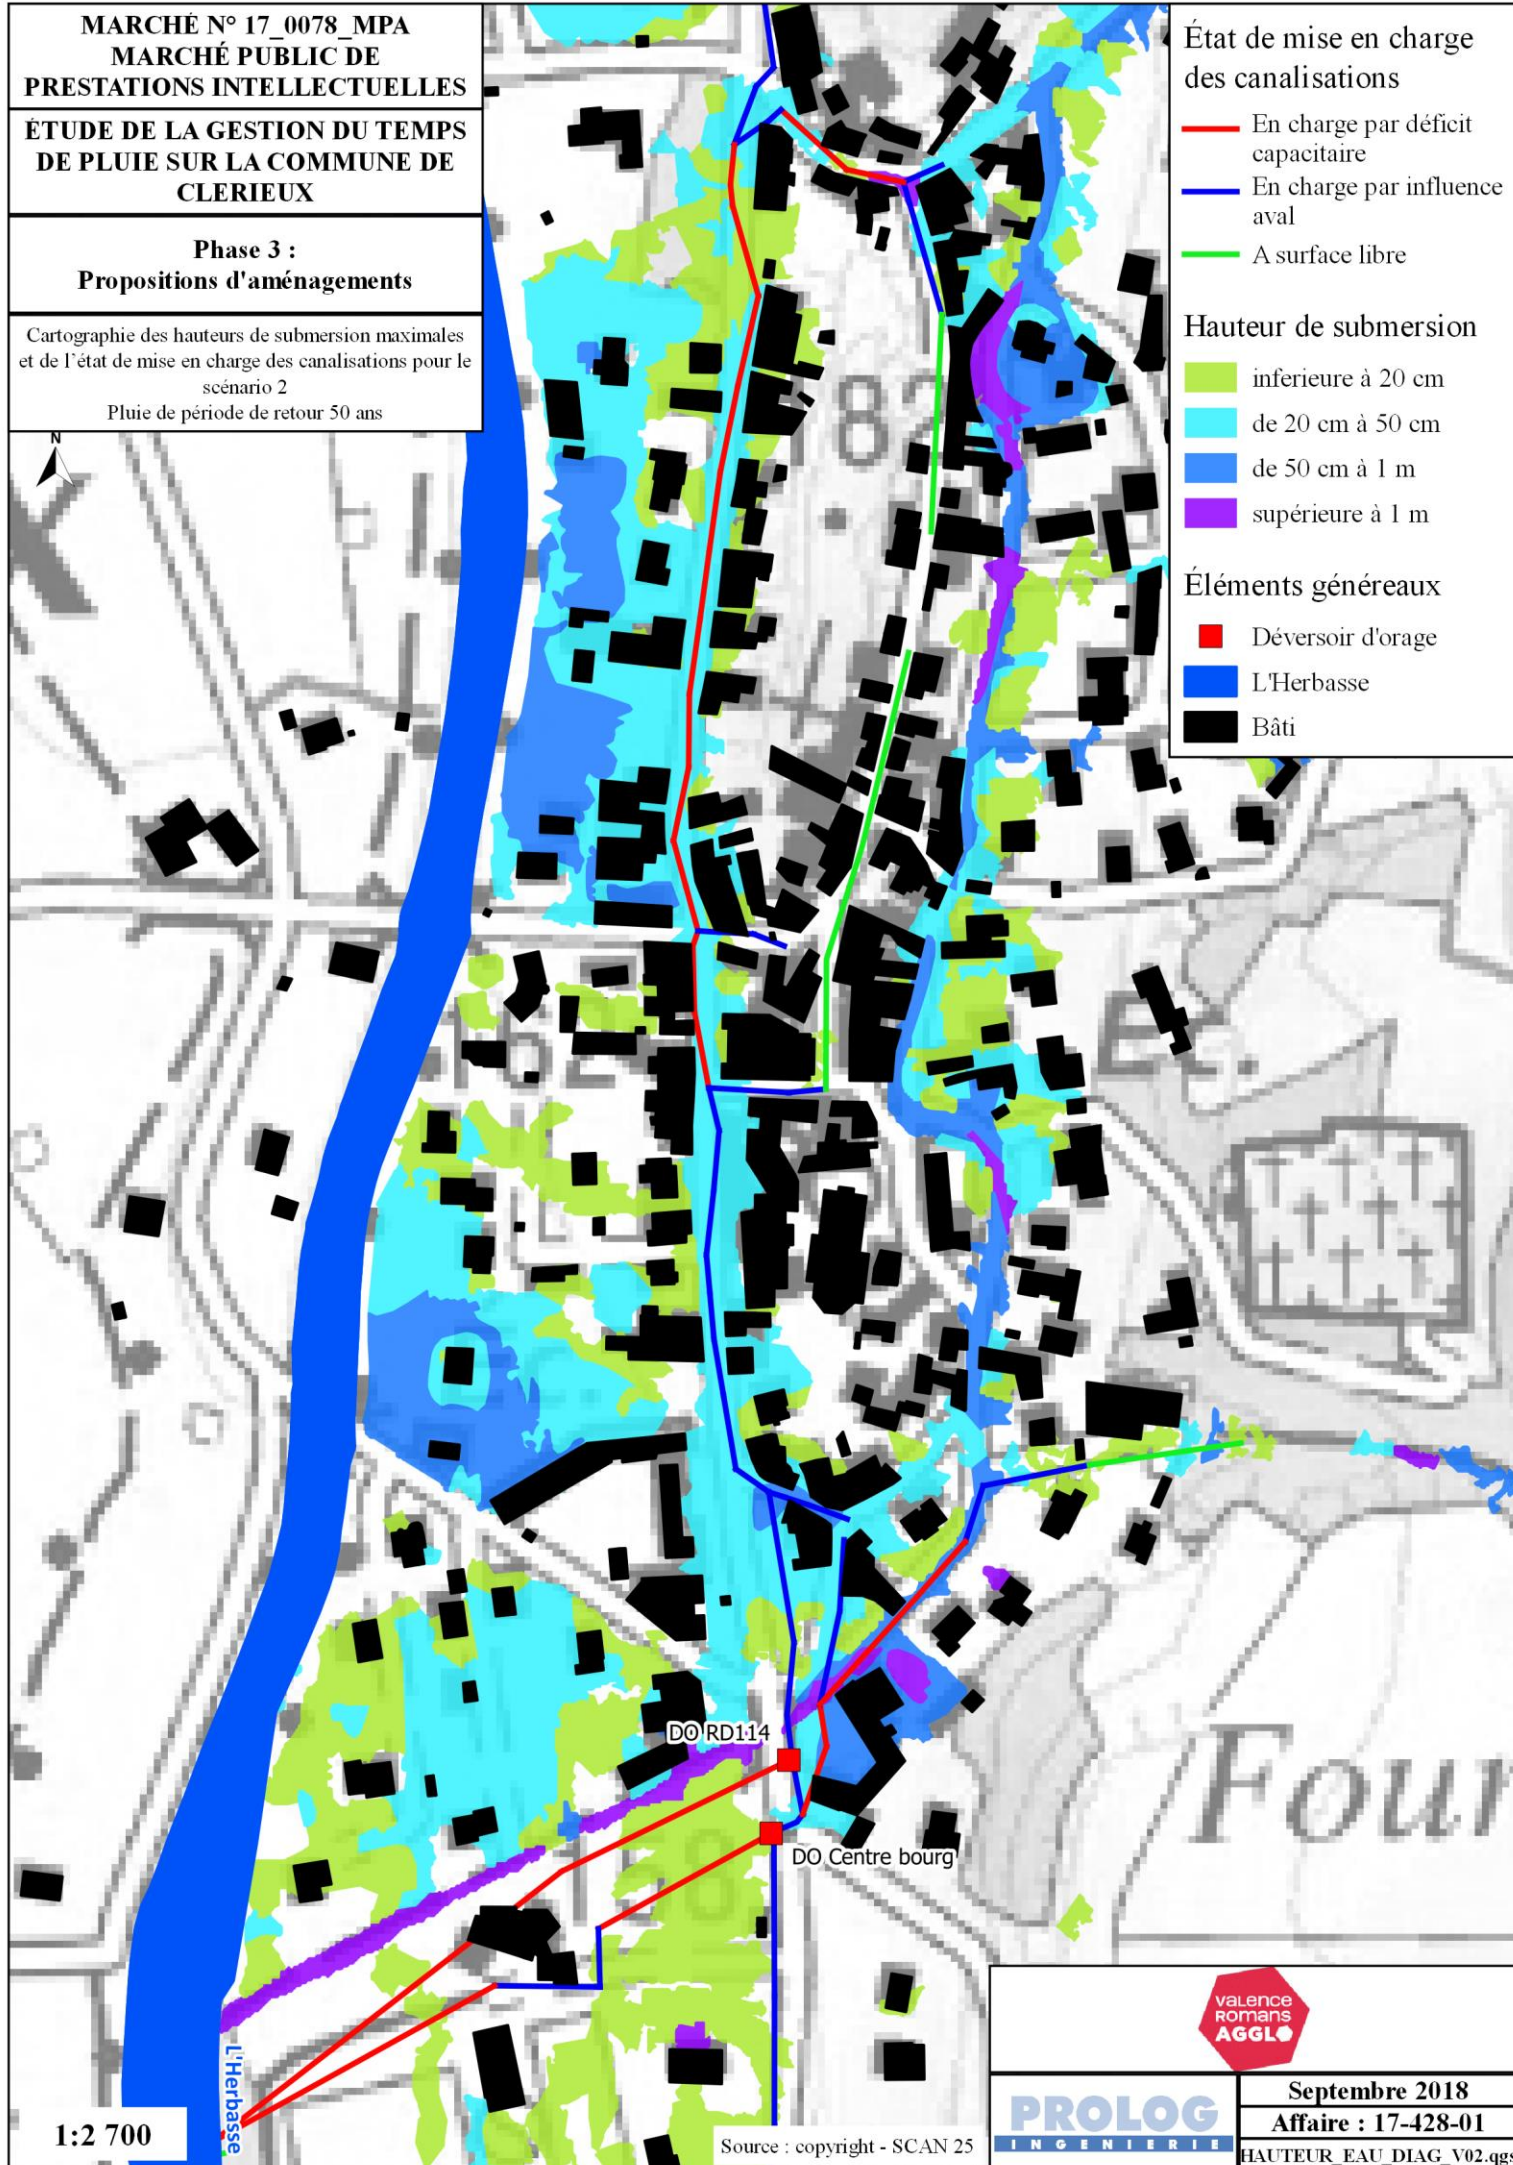 MARCHÉ N° 17_0078_MPA
MARCHÉ PUBLIC DE
PRESTATIONS INTELLECTUELLES
ÉTUDE DE LA GESTION DU TEMPS
DE PLUIE SUR LA COMMUNE DE
CLERIEUX
Phase 3 :
Propositions d'aménagements
Cartographie des hauteurs de submersion maximales
et de l'état de mise en charge des canalisations pour le
scénario 2
Pluie de période de retour 50 ans
N
État de mise en charge
des canalisations
En charge par déficit
capacitaire
En charge par influence
aval
A surface libre
Hauteur de submersion
inferieure à 20 cm
de 20 cm à 50 cm
de 50 cm à 1 m
supérieure à 1 m
Éléments généreaux
Déversoir d'orage
L'Herbasse
Bâti
DO RD114
DO Centre bourg
Four
L'Herbasse
1:2 700
Source : copyright - SCAN 25
VALENCE
ROMANS
AGGLO
PROLOG
INGENIERIE
Septembre 2018
Affaire : 17-428-01
HAUTEUR_EAU_DIAG_V02.qgs